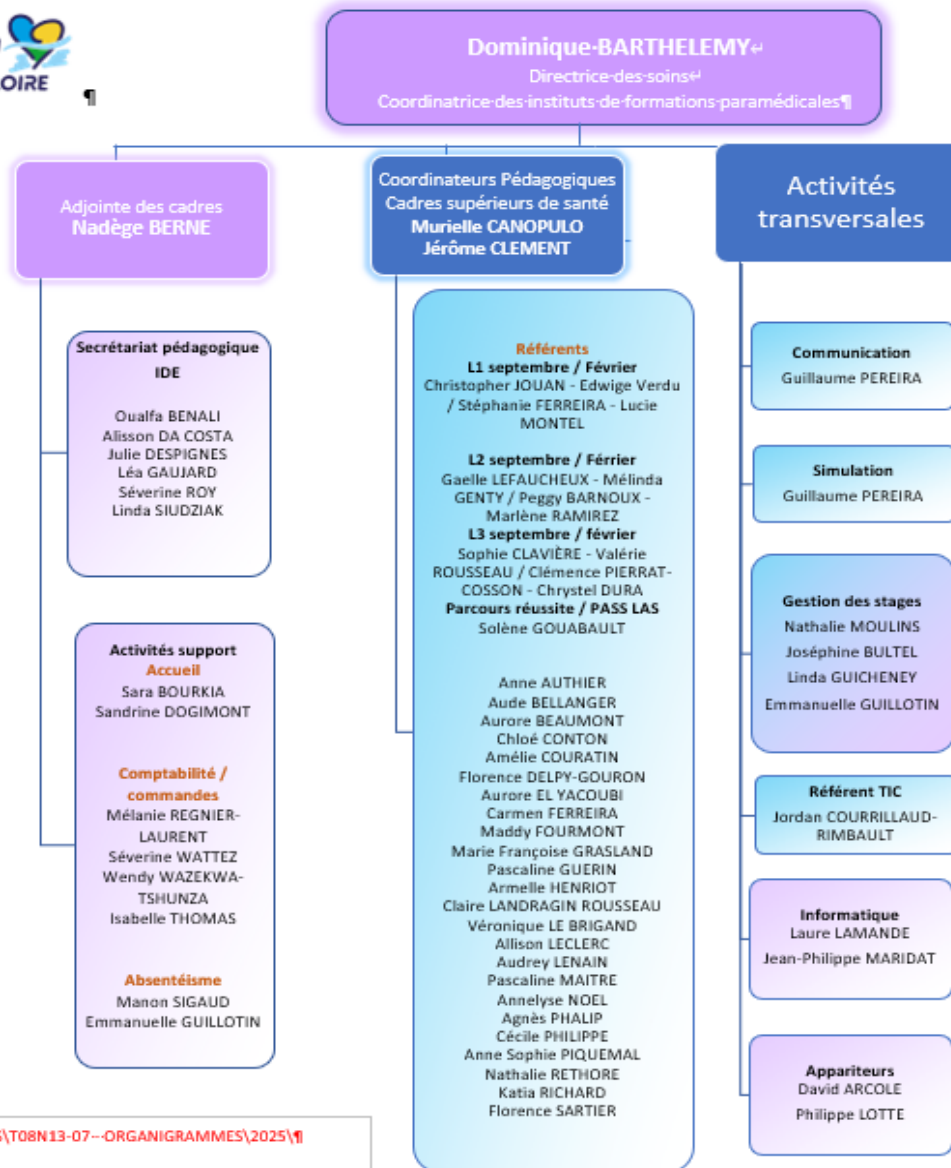 OIRE
¶
Dominique·BARTHELEMY↵
Directrice·des·soins↵
Coordinatrice·des·instituts·de·formations·paramédicales¶
Adjointe des cadres
Nadège BERNE
Secrétariat pédagogique
IDE
Oualfa BENALI
Alisson DA COSTA
Julie DESPIGNES
Léa GAUJARD
Séverine ROY
Linda SIUDZIAK
Activités support
Accueil
Sara BOURKIA
Sandrine DOGIMONT
Comptabilité /
commandes
Mélanie REGNIER-
LAURENT
Séverine WATTEZ
Wendy WAZEKWA-
TSHUNZA
Isabelle THOMAS
Absentéisme
Manon SIGAUD
Emmanuelle GUILLOTIN
Coordinateurs Pédagogiques
Cadres supérieurs de santé
Murielle CANOPULO
Jérôme CLEMENT
Référents
L1 septembre / Février
Christopher JOUAN - Edwige Verdu
/ Stéphanie FERREIRA - Lucie
MONTEL
L2 septembre / Férrier
Gaelle LEFAUCHEUX - Mélinda
GENTY / Peggy BARNOUX -
Marlène RAMIREZ
L3 septembre / février
Sophie CLAVIÈRE - Valérie
ROUSSEAU / Clémence PIERRAT-
COSSON - Chrystel DURA
Parcours réussite / PASS LAS
Solène GOUABAULT
Anne AUTHIER
Aude BELLANGER
Aurore BEAUMONT
Chloé CONTON
Amélie COURATIN
Florence DELPY-GOURON
Aurore EL YACOUBI
Carmen FERREIRA
Maddy FOURMONT
Marie Françoise GRASLAND
Pascaline GUERIN
Armelle HENRIOT
Claire LANDRAGIN ROUSSEAU
Véronique LE BRIGAND
Allison LECLERC
Audrey LENAIN
Pascaline MAITRE
Annelyse NOEL
Agnès PHALIP
Cécile PHILIPPE
Anne Sophie PIQUEMAL
Nathalie RETHORE
Katia RICHARD
Florence SARTIER
Activités
transversales
Communication
Guillaume PEREIRA
Simulation
Guillaume PEREIRA
Gestion des stages
Nathalie MOULINS
Joséphine BULTEL
Linda GUICHENEY
Emmanuelle GUILLOTIN
Référent TIC
Jordan COURRILLAUD-
RIMBAULT
Informatique
Laure LAMANDE
Jean-Philippe MARIDAT
Appariteurs
David ARCOLE
Philippe LOTTE
\T08N13-07---ORGANIGRAMMES\2025\¶